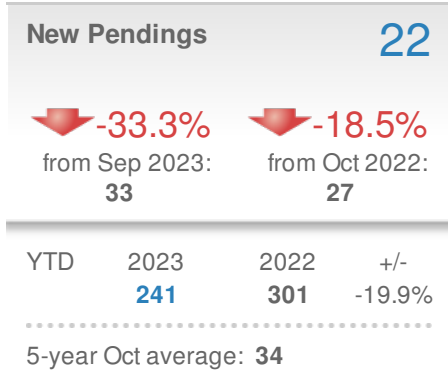 New Pendings 22
-33.3% -18.5%
from Sep 2023: from Oct 2022:
33 27
YTD 2023 2022 +/-
241 301 -19.9%
5-year Oct average: 34